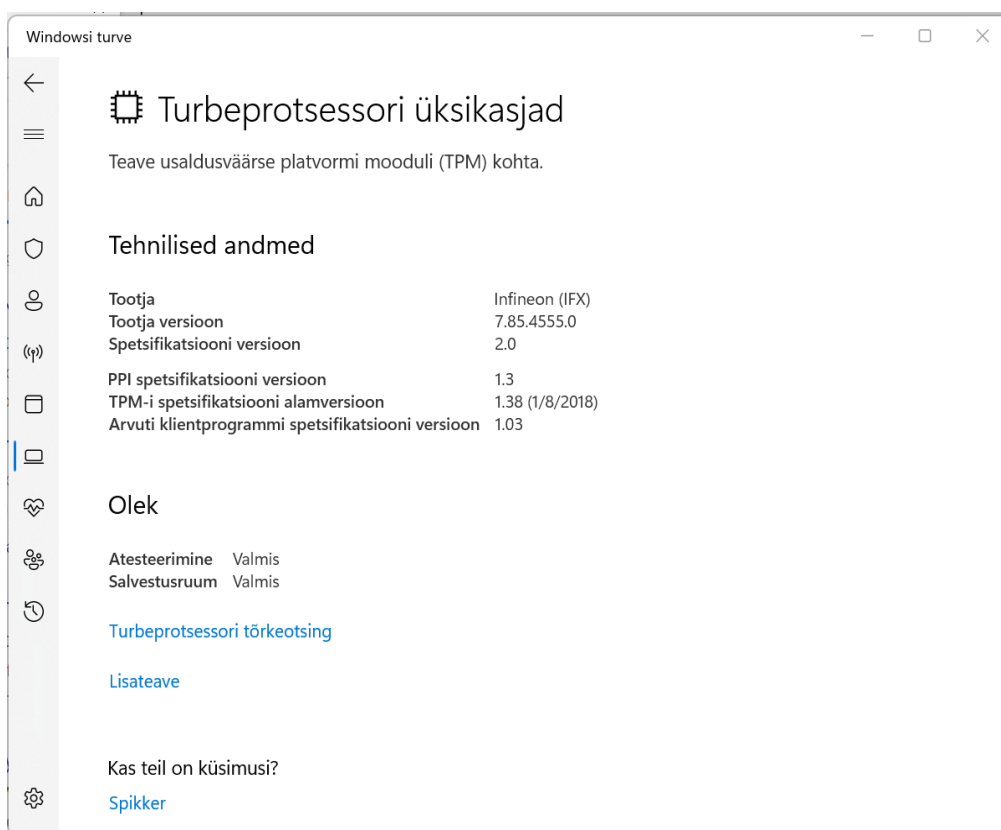 Windowsi turve
Turbeprotsessori üksikasjad
Teave usaldusväärse platvormi mooduli (TPM) kohta.
Tehnilised andmed
Tootja Infineon (IFX)
Tootja versioon 7.85.4555.0
Spetsifikatsiooni versioon 2.0
PPI spetsifikatsiooni versioon 1.3
TPM-i spetsifikatsiooni alamversioon 1.38 (1/8/2018)
Arvuti klientprogrammi spetsifikatsiooni versioon 1.03
Olek
Atesteerimine Valmis
Salvestusruum Valmis
Turbeprotsessori tõrkeotsing
Lisateave
Kas teil on küsimusi?
Spikker